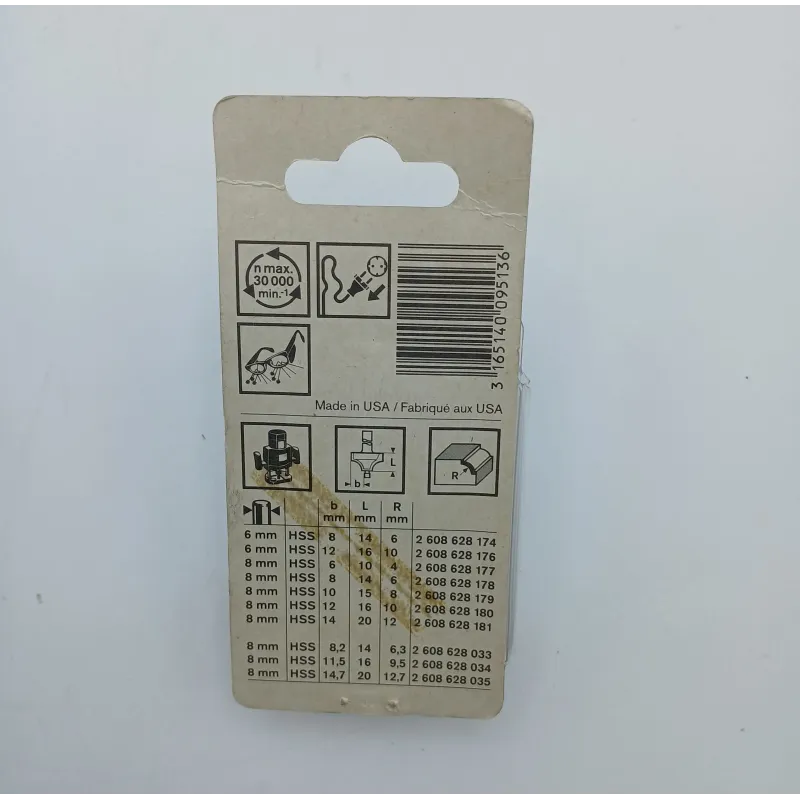 n max.
30 000
min.-1
3 165140 095136
Made in USA / Fabriqué aux USA
L
b
R
b L R
mm mm mm
6 mm HSS 8 14 6 2 608 628 174
6 mm HSS 12 16 10 2 608 628 176
8 mm HSS 6 10 4 2 608 628 177
8 mm HSS 8 14 6 2 608 628 178
8 mm HSS 10 15 8 2 608 628 179
8 mm HSS 12 16 10 2 608 628 180
8 mm HSS 14 20 12 2 608 628 181
8 mm HSS 8,2 14 6,3 2 608 628 033
8 mm HSS 11,5 16 9,5 2 608 628 034
8 mm HSS 14,7 20 12,7 2 608 628 035